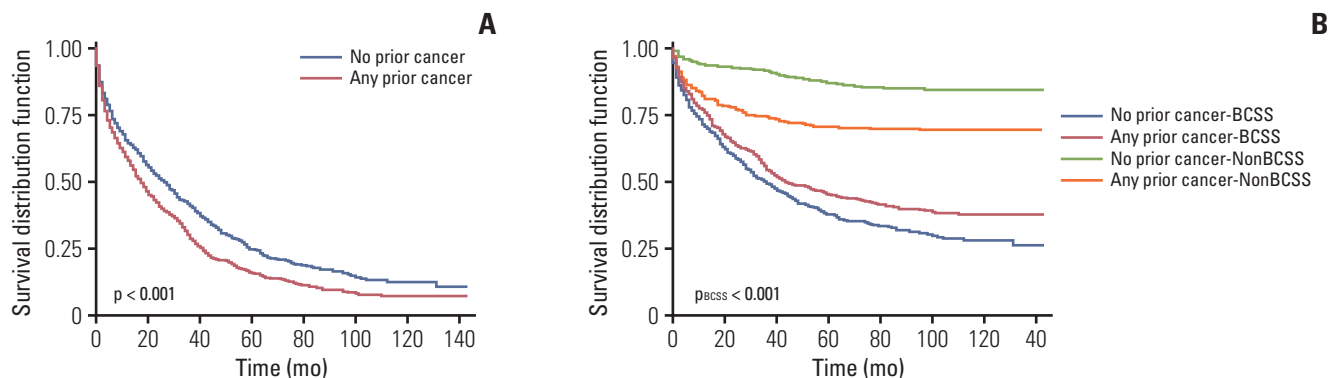 A
Survival distribution function
1.00
0.75
0.50
0.25
0
No prior cancer
Any prior cancer
p < 0.001
0 20 40 60 80 100 120 140
Time (mo)
B
Survival distribution function
1.00
0.75
0.50
0.25
0
No prior cancer-BCSS
Any prior cancer-BCSS
No prior cancer-NonBCSS
Any prior cancer-NonBCSS
pBCSS < 0.001
0 20 40 60 80 100 120 40
Time (mo)